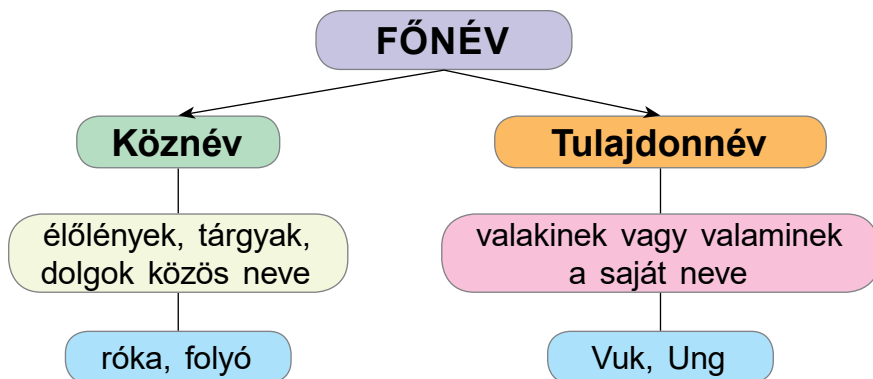 FŐNÉV
Köznév
Tulajdonnév
élőlények, tárgyak,
dolgok közös neve
valakinek vagy valaminek
a saját neve
róka, folyó
Vuk, Ung